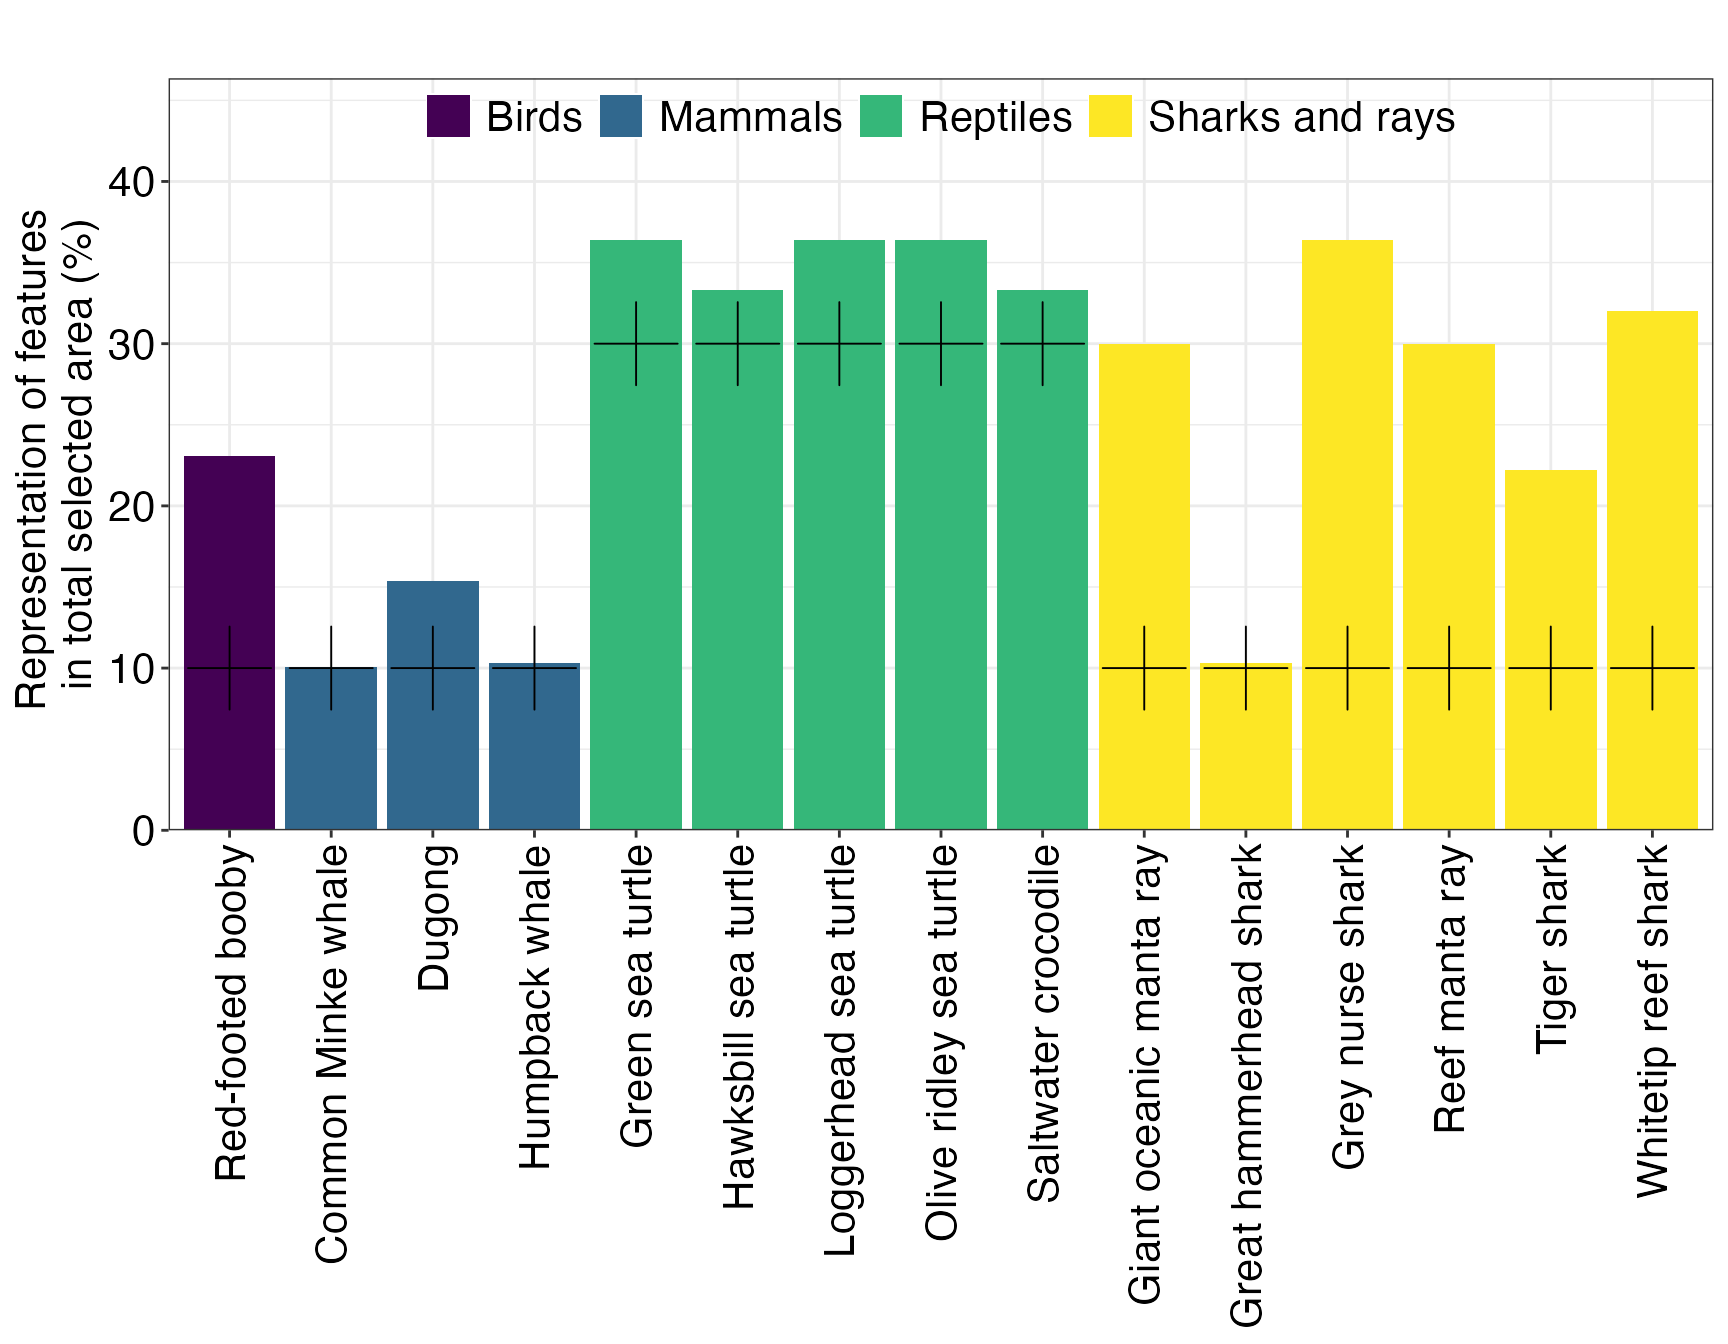 Birds Mammals Reptiles Sharks and rays
Representation of features
in total selected area (%)
40
30
20
10
0
Red-footed booby
Common Minke whale
Dugong
Humpback whale
Green sea turtle
Hawksbill sea turtle
Loggerhead sea turtle
Olive ridley sea turtle
Saltwater crocodile
Giant oceanic manta ray
Great hammerhead shark
Grey nurse shark
Reef manta ray
Tiger shark
Whitetip reef shark